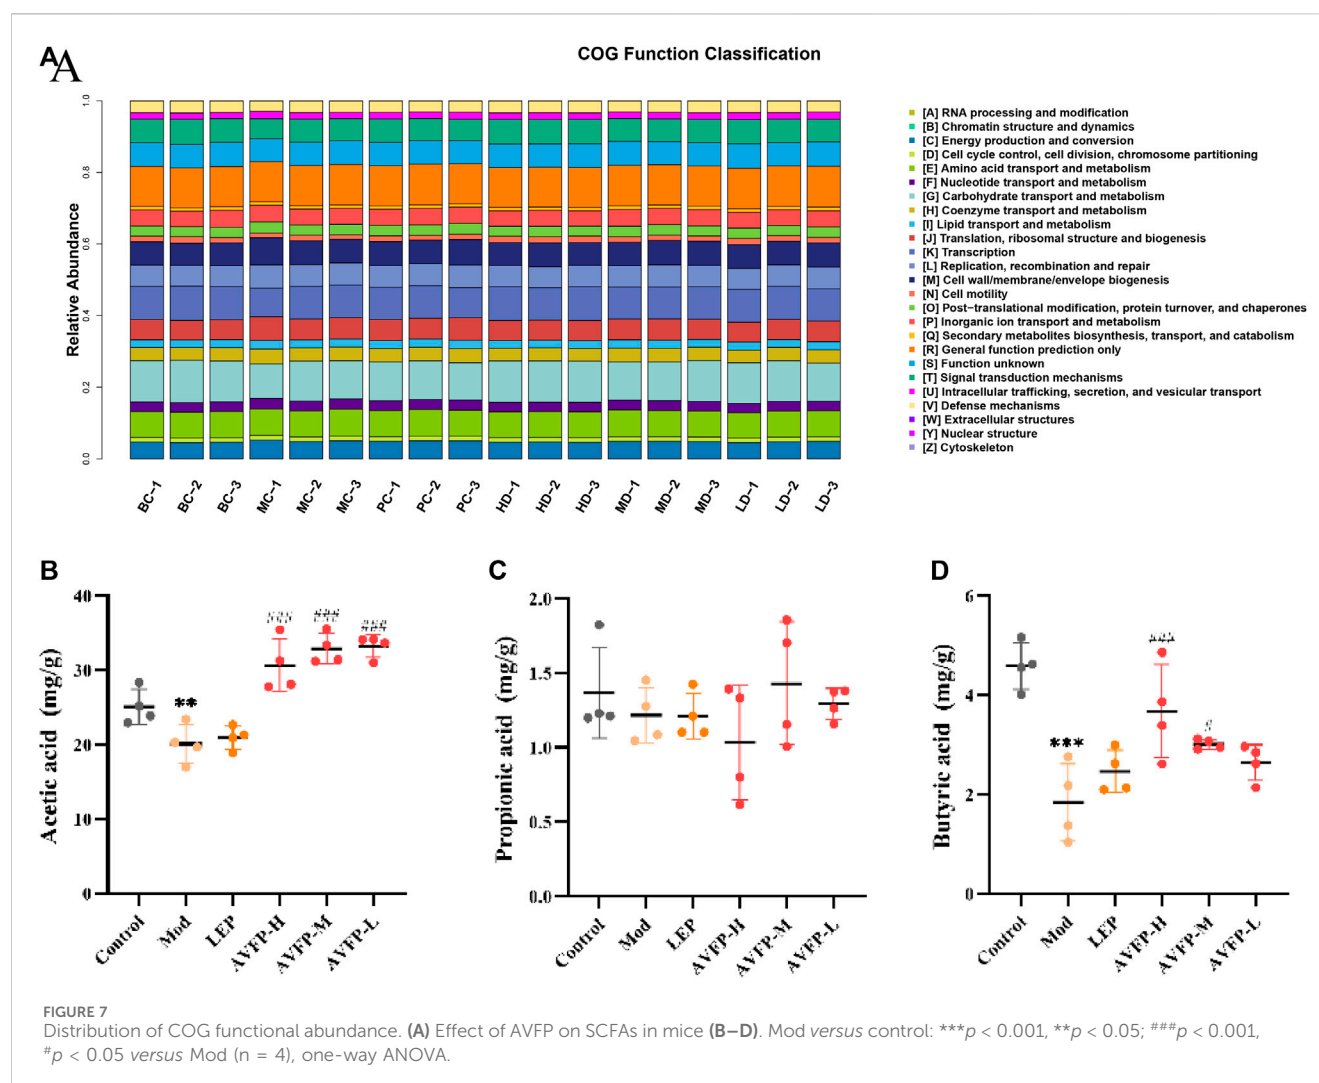 A A
COG Function Classification
Relative Abundance
1.0
0.8
0.6
0.4
0.2
0.0
BC−1 BC−2 BC−3 MC−1 MC−2 MC−3 PC−1 PC−2 PC−3 HD−1 HD−2 HD−3 MD−1 MD−2 MD−3 LD−1 LD−2 LD−3
[A] RNA processing and modification
[B] Chromatin structure and dynamics
[C] Energy production and conversion
[D] Cell cycle control, cell division, chromosome partitioning
[E] Amino acid transport and metabolism
[F] Nucleotide transport and metabolism
[G] Carbohydrate transport and metabolism
[H] Coenzyme transport and metabolism
[I] Lipid transport and metabolism
[J] Translation, ribosomal structure and biogenesis
[K] Transcription
[L] Replication, recombination and repair
[M] Cell wall/membrane/envelope biogenesis
[N] Cell motility
[O] Post−translational modification, protein turnover, and chaperones
[P] Inorganic ion transport and metabolism
[Q] Secondary metabolites biosynthesis, transport, and catabolism
[R] General function prediction only
[S] Function unknown
[T] Signal transduction mechanisms
[U] Intracellular trafficking, secretion, and vesicular transport
[V] Defense mechanisms
[W] Extracellular structures
[Y] Nuclear structure
[Z] Cytoskeleton
B
Acetic acid (mg/g)
40
30
20
10
0
** ### ### ###
Control Mod LEP AVFP-H AVFP-M AVFP-L
C
Propionic acid (mg/g)
2.0
1.5
1.0
0.5
0.0
Control Mod LEP AVFP-H AVFP-M AVFP-L
D
Butyric acid (mg/g)
6
4
2
0
*** ### #
Control Mod LEP AVFP-H AVFP-M AVFP-L
FIGURE 7
Distribution of COG functional abundance. (A) Effect of AVFP on SCFAs in mice (B–D). Mod versus control: ***p < 0.001, **p < 0.05; ###p < 0.001,
#p < 0.05 versus Mod (n = 4), one-way ANOVA.